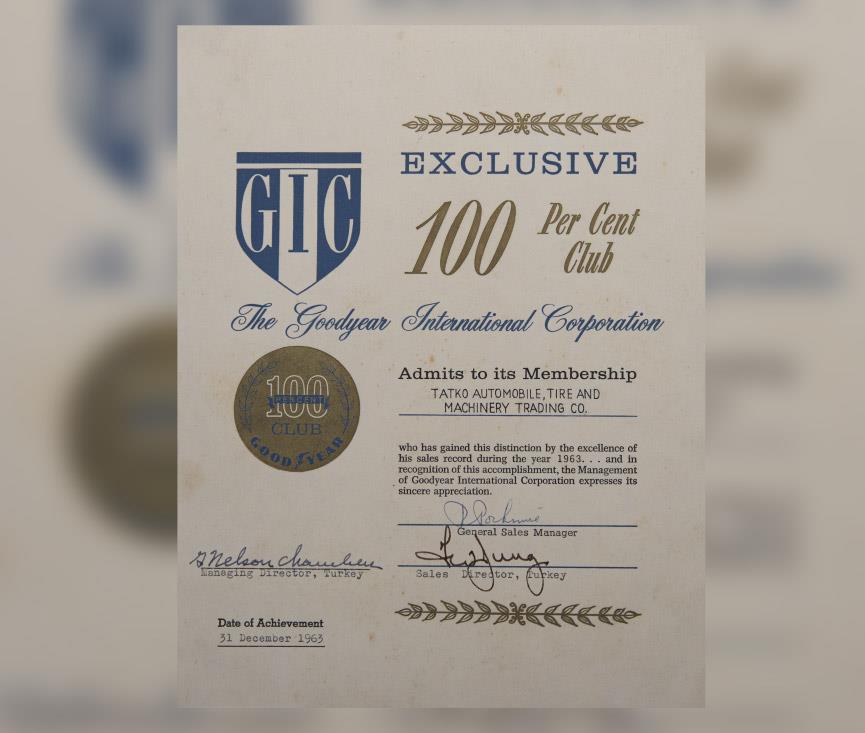 EXCLUSIVE
GIC
100 Per Cent
Club
The Goodyear International Corporation
100
PER CENT
CLUB
GOODYEAR
Admits to its Membership
TATKO AUTOMOBILE, TIRE AND
MACHINERY TRADING CO.
who has gained this distinction by the excellence of
his sales record during the year 1963. . . and in
recognition of this accomplishment, the Management
of Goodyear International Corporation expresses its
sincere appreciation.
General Sales Manager
Managing Director, Turkey
Sales Director, Turkey
Date of Achievement
31 December 1963